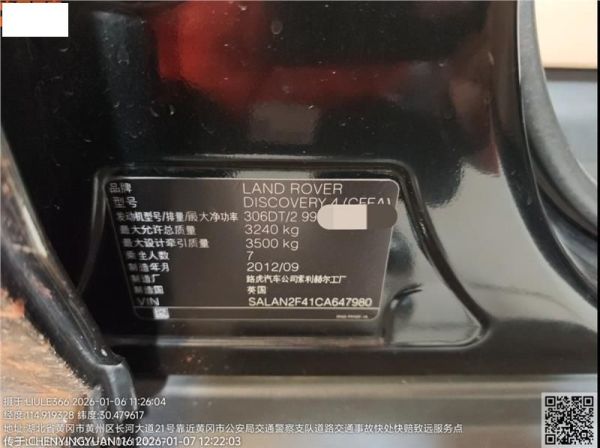 品牌 LAND ROVER
型号 DISCOVERY 4 (CFFA)
发动机型号/排量/最大净功率 306DT/2.99
最大允许总质量 3240 kg
最大设计牵引质量 3500 kg
乘坐人数 7
制造年月 2012/09
制造厂 路虎汽车公司索利赫尔工厂
制造国 英国
VIN SALAN2F41CA647980
摄于:LIULE366 2026-01-06 11:26:04
经度:114.919328 纬度:30.479617
地址:湖北省黄冈市黄州区长河大道21号靠近黄冈市公安局交通警察支队道路交通事故快处快赔致远服务点
传于:CHENYINGYUAN116 2026-01-07 12:22:03